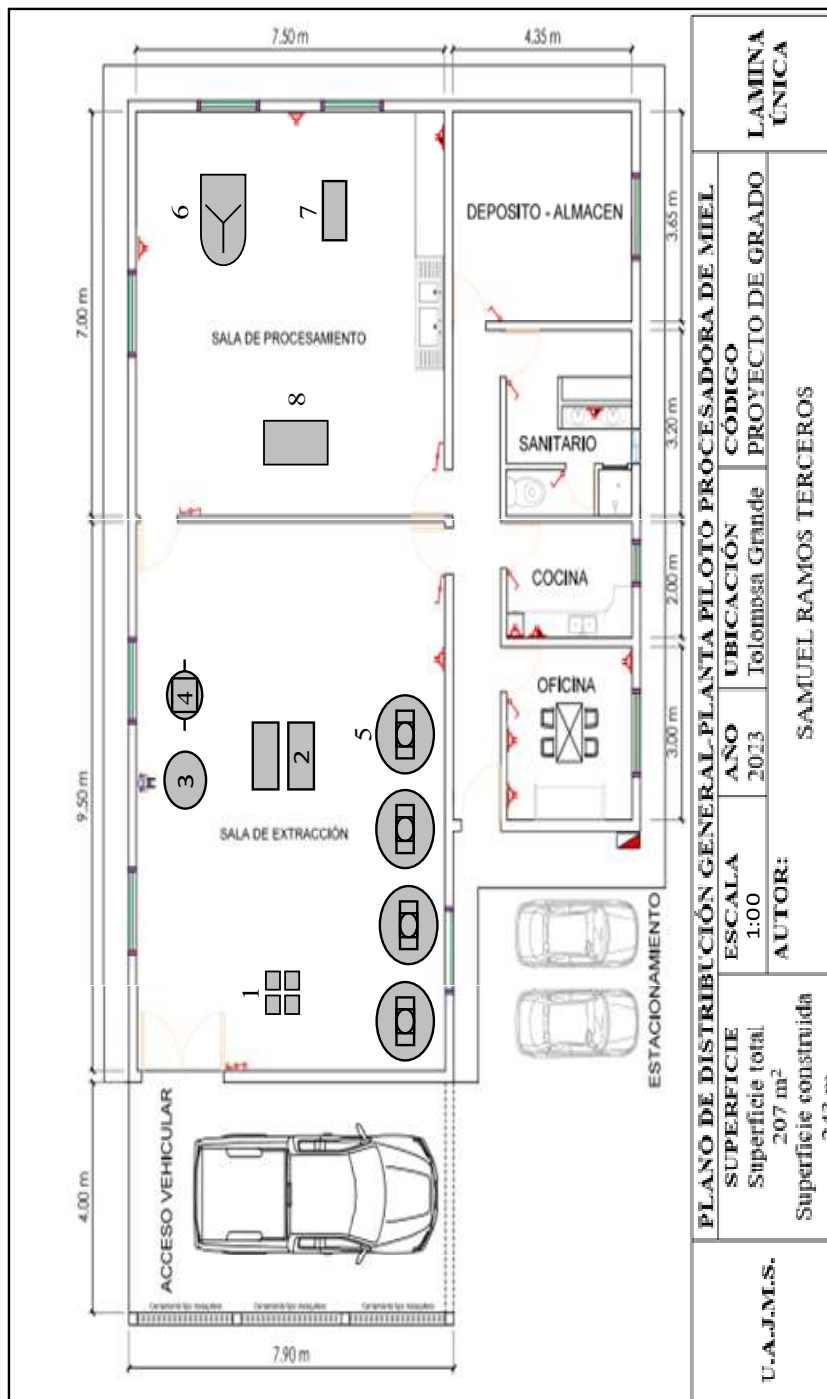 7.50 m
4.35 m
7.00 m
9.50 m
4.00 m
7.90 m
3.65 m
3.20 m
2.00 m
3.00 m
6
7
SALA DE PROCESAMIENTO
8
DEPOSITO - ALMACEN
SANITARIO
COCINA
OFICINA
4
3
2
5
SALA DE EXTRACCIÓN
1
ACCESO VEHICULAR
ESTACIONAMIENTO
U.A.J.M.S.
PLANO DE DISTRIBUCIÓN GENERAL-PLANTA PILOTO PROCESADORA DE MIEL
LAMINA
ÚNICA
SUPERFICIE
Superficie total
207 m²
Superficie construida
ESCALA
1:00
AÑO
2023
UBICACIÓN
Tolomosa Grande
CÓDIGO
PROYECTO DE GRADO
AUTOR:
SAMUEL RAMOS TERCEROS